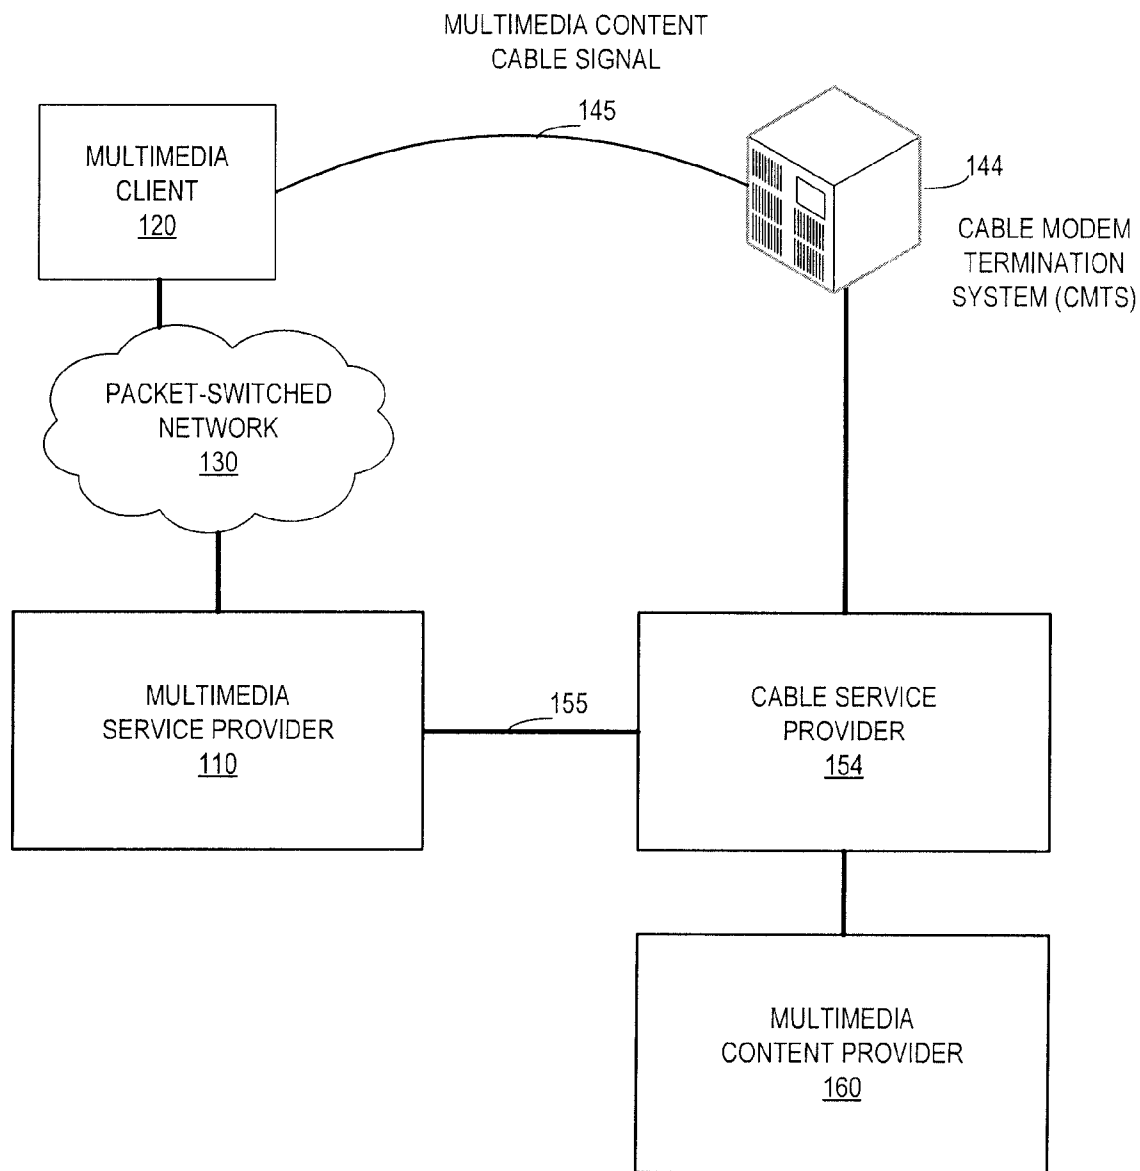 MULTIMEDIA CONTENT
CABLE SIGNAL
145
MULTIMEDIA
CLIENT
120
144
CABLE MODEM
TERMINATION
SYSTEM (CMTS)
PACKET-SWITCHED
NETWORK
130
MULTIMEDIA
SERVICE PROVIDER
110
155
CABLE SERVICE
PROVIDER
154
MULTIMEDIA
CONTENT PROVIDER
160